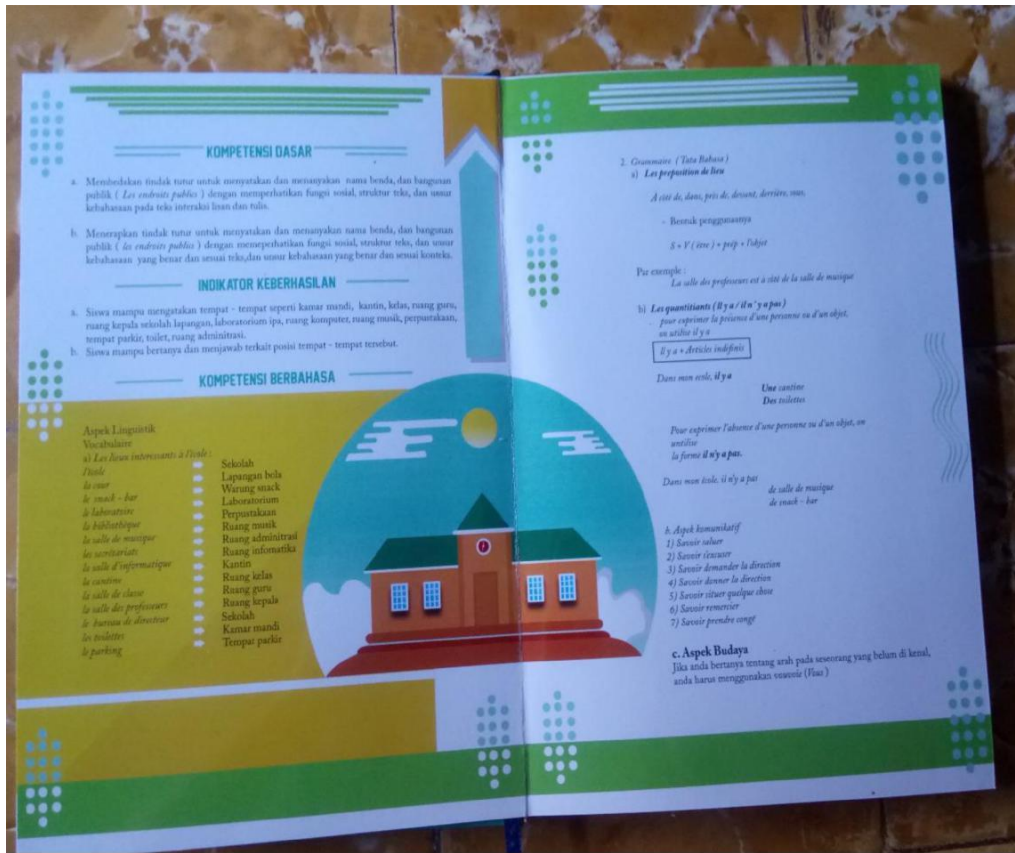 KOMPETENSI DASAR
a. Membedakan tindak tutur untuk menyatakan dan menanyakan nama benda, dan bangunan
publik ( Les endroits publics ) dengan memperhatikan fungsi sosial, struktur teks, dan unsur
kebahasaan pada teks interaksi lisan dan tulis.
b. Menerapkan tindak tutur untuk menyatakan dan menanyakan nama benda, dan bangunan
publik ( les endroits publics ) dengan memeperhatikan fungsi sosial, struktur teks, dan unsur
kebahasaan yang benar dan sesuai teks,dan unsur kebahasaan yang benar dan sesuai konteks.
INDIKATOR KEBERHASILAN
a. Siswa mampu mengatakan tempat - tempat seperti kamar mandi, kantin, kelas, ruang guru,
ruang kepala sekolah lapangan, laboratorium ipa, ruang komputer, ruang musik, perpustakaan,
tempat parkir, toilet, ruang adminitrasi.
b. Siswa mampu bertanya dan menjawab terkait posisi tempat - tempat tersebut.
KOMPETENSI BERBAHASA
Aspek Linguistik
Vocabulaire
a) Les lieux interessants à l'école :
l'école Sekolah
la cour Lapangan bola
le snack - bar Warung snack
le laboratoire Laboratorium
la bibliothèque Perpustakaan
la salle de musique Ruang musik
les secrétariats Ruang adminitrasi
la salle d'informatique Ruang infomatika
la cantine Kantin
la salle de classe Ruang kelas
la salle des professeurs Ruang guru
le bureau de directeur Ruang kepala
Sekolah
les toilettes Kamar mandi
le parking Tempat parkir
2. Grammaire ( Tata Bahasa )
a) Les preposition de lieu
À côté de, dans, près de, devant, derrière, sous.
- Bentuk penggunaanya
S + V ( être ) + prép + l'objet
Par exemple :
La salle des professeurs est à côté de la salle de musique
b) Les quantitiants ( Il y a / il n' y a pas )
pour exprimer la présence d'une personne ou d'un objet,
on utilise il y a
Il y a + Articles indifinis
Dans mon ecole, il y a
Une cantine
Des toilettes
Pour exprimer l'absence d'une personne ou d'un objet, on
untilise
la forme il n'y a pas.
Dans mon école, il n'y a pas
de salle de musique
de snack - bar
b. Aspek komunikatif
1) Savoir saluer
2) Savoir s'excuser
3) Savoir demander la direction
4) Savoir donner la direction
5) Savoir situer quelque chose
6) Savoir remercier
7) Savoir prendre congé
c. Aspek Budaya
Jika anda bertanya tentang arah pada seseorang yang belum di kenal,
anda harus menggunakan vouvoie ( Vous )